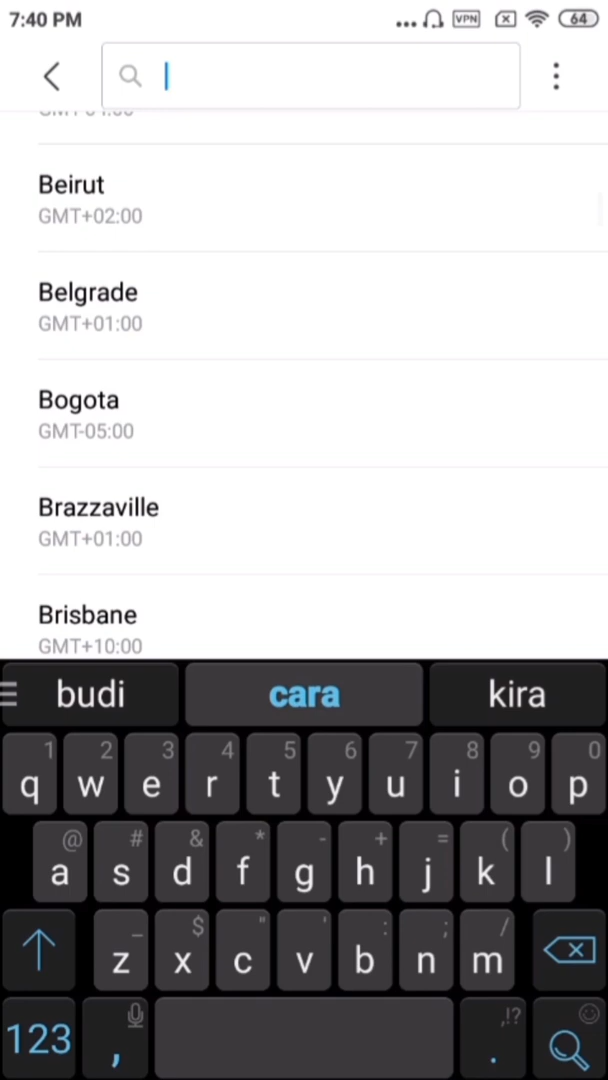 7:40 PM
VPN
64
Beirut
GMT+02:00
Belgrade
GMT+01:00
Bogota
GMT-05:00
Brazzaville
GMT+01:00
Brisbane
GMT+10:00
budi cara kira
1 2 3 4 5 6 7 8 9 0
q w e r t y u i o p
@ # & * - + = ( )
a s d f g h j k l
_ $ " ' : ; /
z x c v b n m
,!?
123 , .